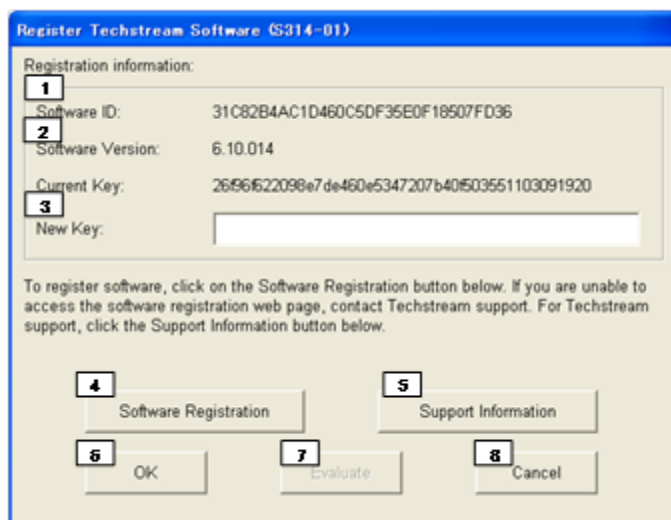 Register Techstream Software (S314-01)
Registration information:
1
Software ID: 31C82B4AC1D460C5DF35E0F18507FD36
2
Software Version: 6.10.014
Current Key: 26f96f622098e7de460e5347207b40f503551103091920
3
New Key:
To register software, click on the Software Registration button below. If you are unable to
access the software registration web page, contact Techstream support. For Techstream
support, click the Support Information button below.
4 5
Software Registration Support Information
6 7 8
OK Evaluate Cancel